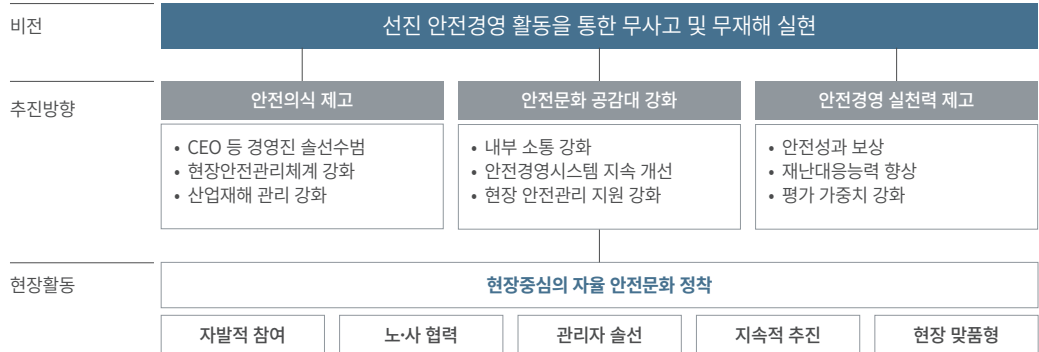 비전
선진 안전경영 활동을 통한 무사고 및 무재해 실현
추진방향
안전의식 제고
• CEO 등 경영진 솔선수범
• 현장안전관리체계 강화
• 산업재해 관리 강화
안전문화 공감대 강화
• 내부 소통 강화
• 안전경영시스템 지속 개선
• 현장 안전관리 지원 강화
안전경영 실천력 제고
• 안전성과 보상
• 재난대응능력 향상
• 평가 가중치 강화
현장활동
현장중심의 자율 안전문화 정착
자발적 참여
노·사 협력
관리자 솔선
지속적 추진
현장 맞품형